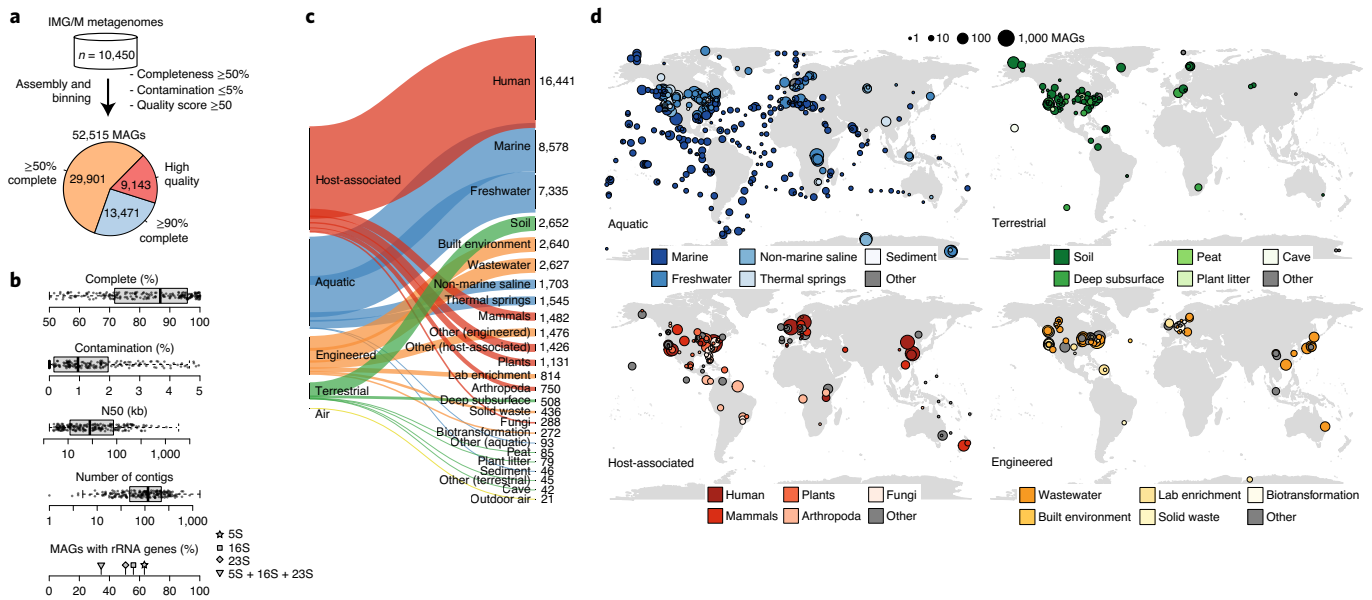 a
IMG/M metagenomes
n = 10,450
Assembly and
binning
- Completeness ≥50%
- Contamination ≤5%
- Quality score ≥50
52,515 MAGs
≥50%
complete
29,901
9,143
High
quality
13,471
≥90%
complete
b
Complete (%)
50 60 70 80 90 100
Contamination (%)
0 1 2 3 4 5
N50 (kb)
10 100 1,000
Number of contigs
1 10 100 1,000
MAGs with rRNA genes (%)
0 20 40 60 80 100
5S
16S
23S
5S + 16S + 23S
c
Host-associated
Aquatic
Engineered
Terrestrial
Air
Human 16,441
Marine 8,578
Freshwater 7,335
Soil 2,652
Built environment 2,640
Wastewater 2,627
Non-marine saline 1,703
Thermal springs 1,545
Mammals 1,482
Other (engineered) 1,476
Other (host-associated) 1,426
Plants 1,131
Lab enrichment 814
Arthropoda 750
Deep subsurface 508
Solid waste 436
Fungi 288
Biotransformation 272
Other (aquatic) 93
Peat 85
Plant litter 79
Sediment 46
Other (terrestrial) 45
Cave 42
Outdoor air 21
d
1 10 100 1,000 MAGs
Aquatic
Marine Non-marine saline Sediment
Freshwater Thermal springs Other
Terrestrial
Soil Peat Cave
Deep subsurface Plant litter Other
Host-associated
Human Plants Fungi
Mammals Arthropoda Other
Engineered
Wastewater Lab enrichment Biotransformation
Built environment Solid waste Other